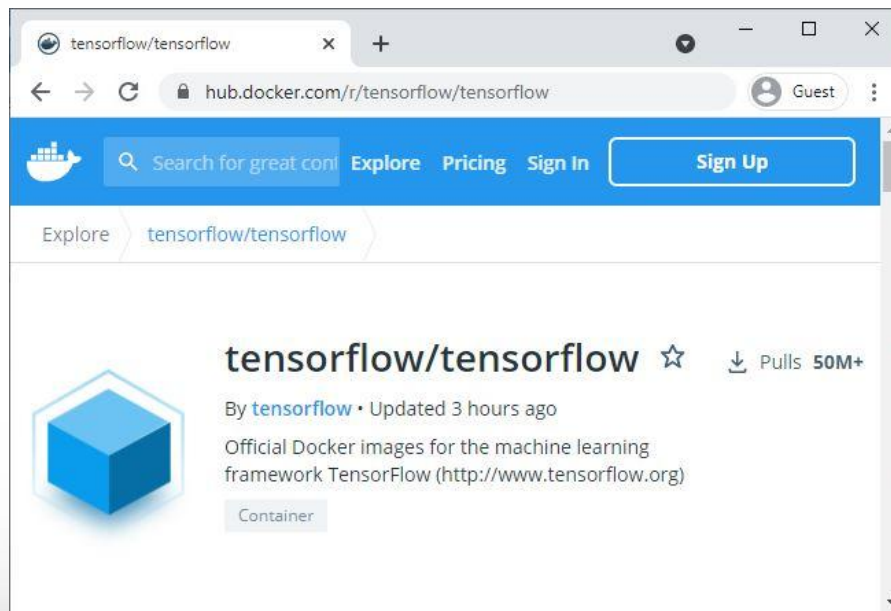 tensorflow/tensorflow
hub.docker.com/r/tensorflow/tensorflow
Guest
Search for great cont Explore Pricing Sign In Sign Up
Explore tensorflow/tensorflow
tensorflow/tensorflow Pulls 50M+
By tensorflow • Updated 3 hours ago
Official Docker images for the machine learning
framework TensorFlow (http://www.tensorflow.org)
Container